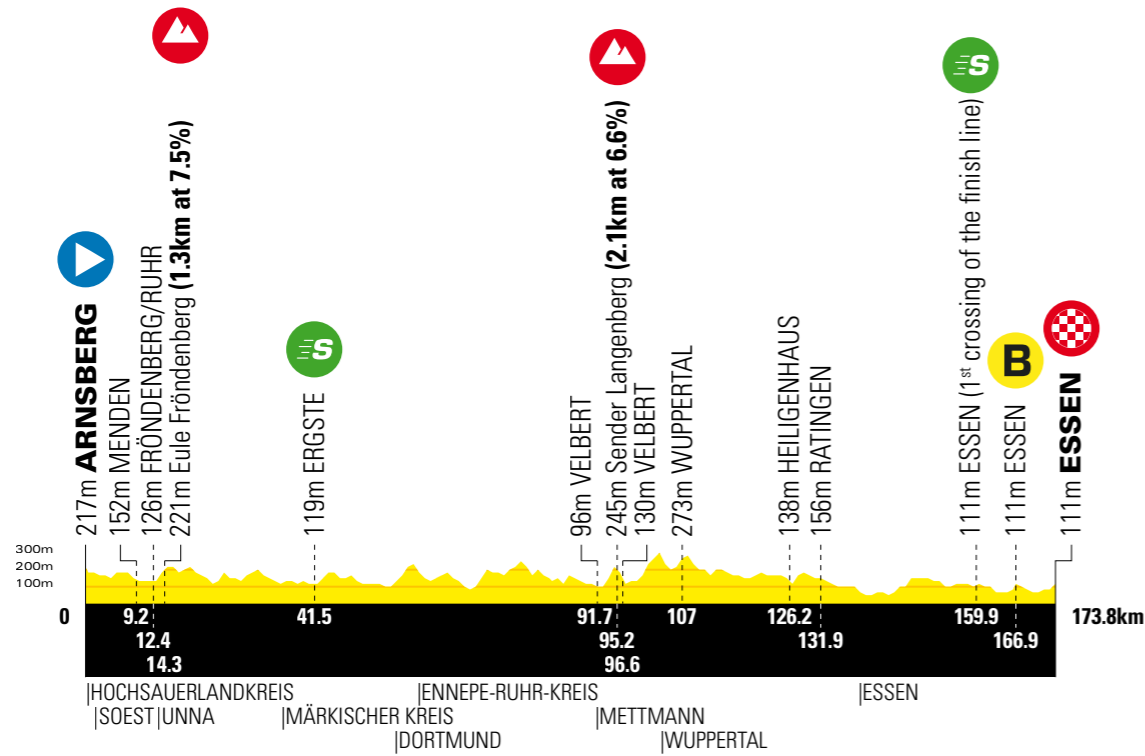 217m ARNSBERG
152m MENDEN
126m FRÖNDENBERG/RUHR
221m Eule Fröndenberg (1.3km at 7.5%)
S
119m ERGSTE
96m VELBERT
245m Sender Langenberg (2.1km at 6.6%)
130m VELBERT
273m WUPPERTAL
138m HEILIGENHAUS
156m RATINGEN
S
111m ESSEN (1st crossing of the finish line)
B
111m ESSEN
111m ESSEN
300m
200m
100m
0 9.2 41.5 91.7 107 126.2 159.9 173.8km
12.4 95.2 131.9 166.9
14.3 96.6
|HOCHSAUERLANDKREIS |ENNEPE-RUHR-KREIS |ESSEN
|SOEST |UNNA |MÄRKISCHER KREIS |METTMANN
|DORTMUND |WUPPERTAL